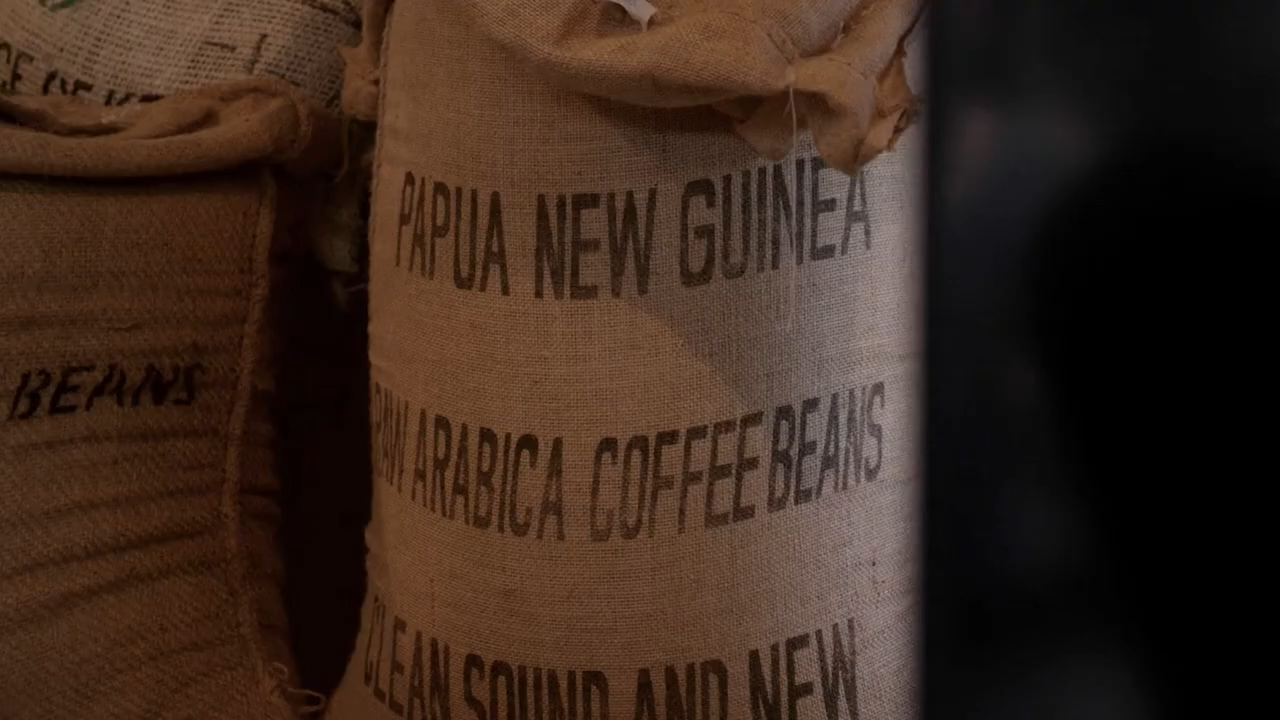 BEANS
PAPUA NEW GUINEA
RAW ARABICA COFFEE BEANS
CLEAN SOUND AND NEW